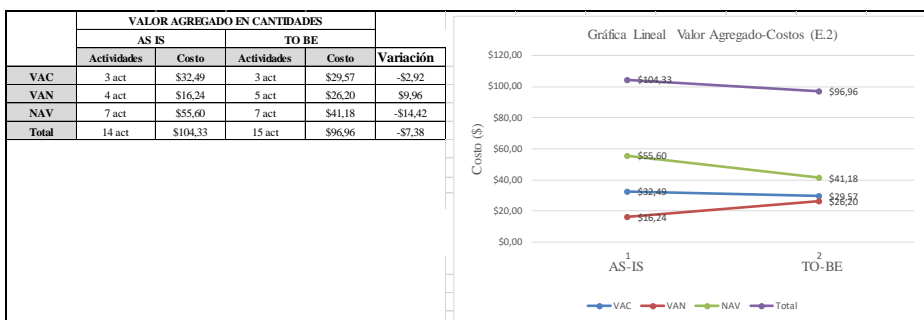 VALOR AGREGADO EN CANTIDADES
AS IS TO BE
Actividades Costo Actividades Costo Variación
VAC 3 act $32,49 3 act $29,57 -$2,92
VAN 4 act $16,24 5 act $26,20 $9,96
NAV 7 act $55,60 7 act $41,18 -$14,42
Total 14 act $104,33 15 act $96,96 -$7,38
Gráfica Lineal Valor Agregado-Costos (E.2)
$120,00
$100,00
$80,00
$60,00
$40,00
$20,00
$0,00
Costo ($)
$104,33
$96,96
$55,60
$41,18
$32,49
$29,57
$26,20
$16,24
1 2
AS-IS TO-BE
VAC VAN NAV Total